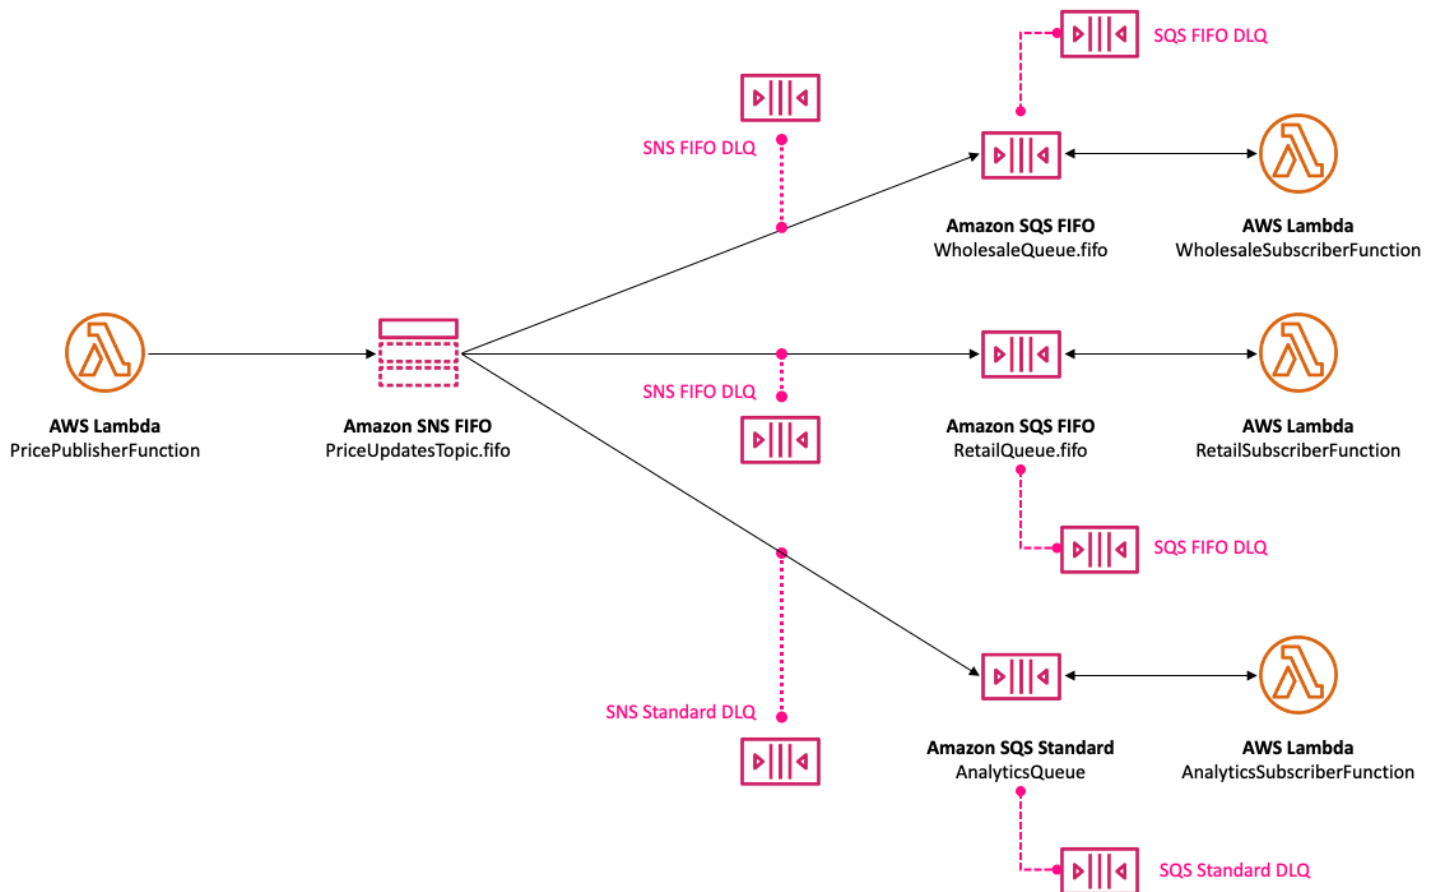 SQS FIFO DLQ
SNS FIFO DLQ
Amazon SQS FIFO
WholesaleQueue.fifo
AWS Lambda
WholesaleSubscriberFunction
AWS Lambda
PricePublisherFunction
Amazon SNS FIFO
PriceUpdatesTopic.fifo
SNS FIFO DLQ
Amazon SQS FIFO
RetailQueue.fifo
AWS Lambda
RetailSubscriberFunction
SQS FIFO DLQ
SNS Standard DLQ
Amazon SQS Standard
AnalyticsQueue
AWS Lambda
AnalyticsSubscriberFunction
SQS Standard DLQ